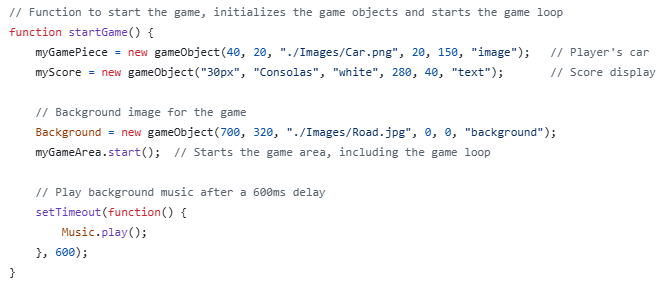 // Function to start the game, initializes the game objects and starts the game loop
function startGame() {
    myGamePiece = new gameObject(40, 20, "./Images/Car.png", 20, 150, "image");   // Player's car
    myScore = new gameObject("30px", "Consolas", "white", 280, 40, "text");       // Score display

    // Background image for the game
    Background = new gameObject(700, 320, "./Images/Road.jpg", 0, 0, "background");
    myGameArea.start();  // Starts the game area, including the game loop

    // Play background music after a 600ms delay
    setTimeout(function() {
        Music.play();
    }, 600);
}